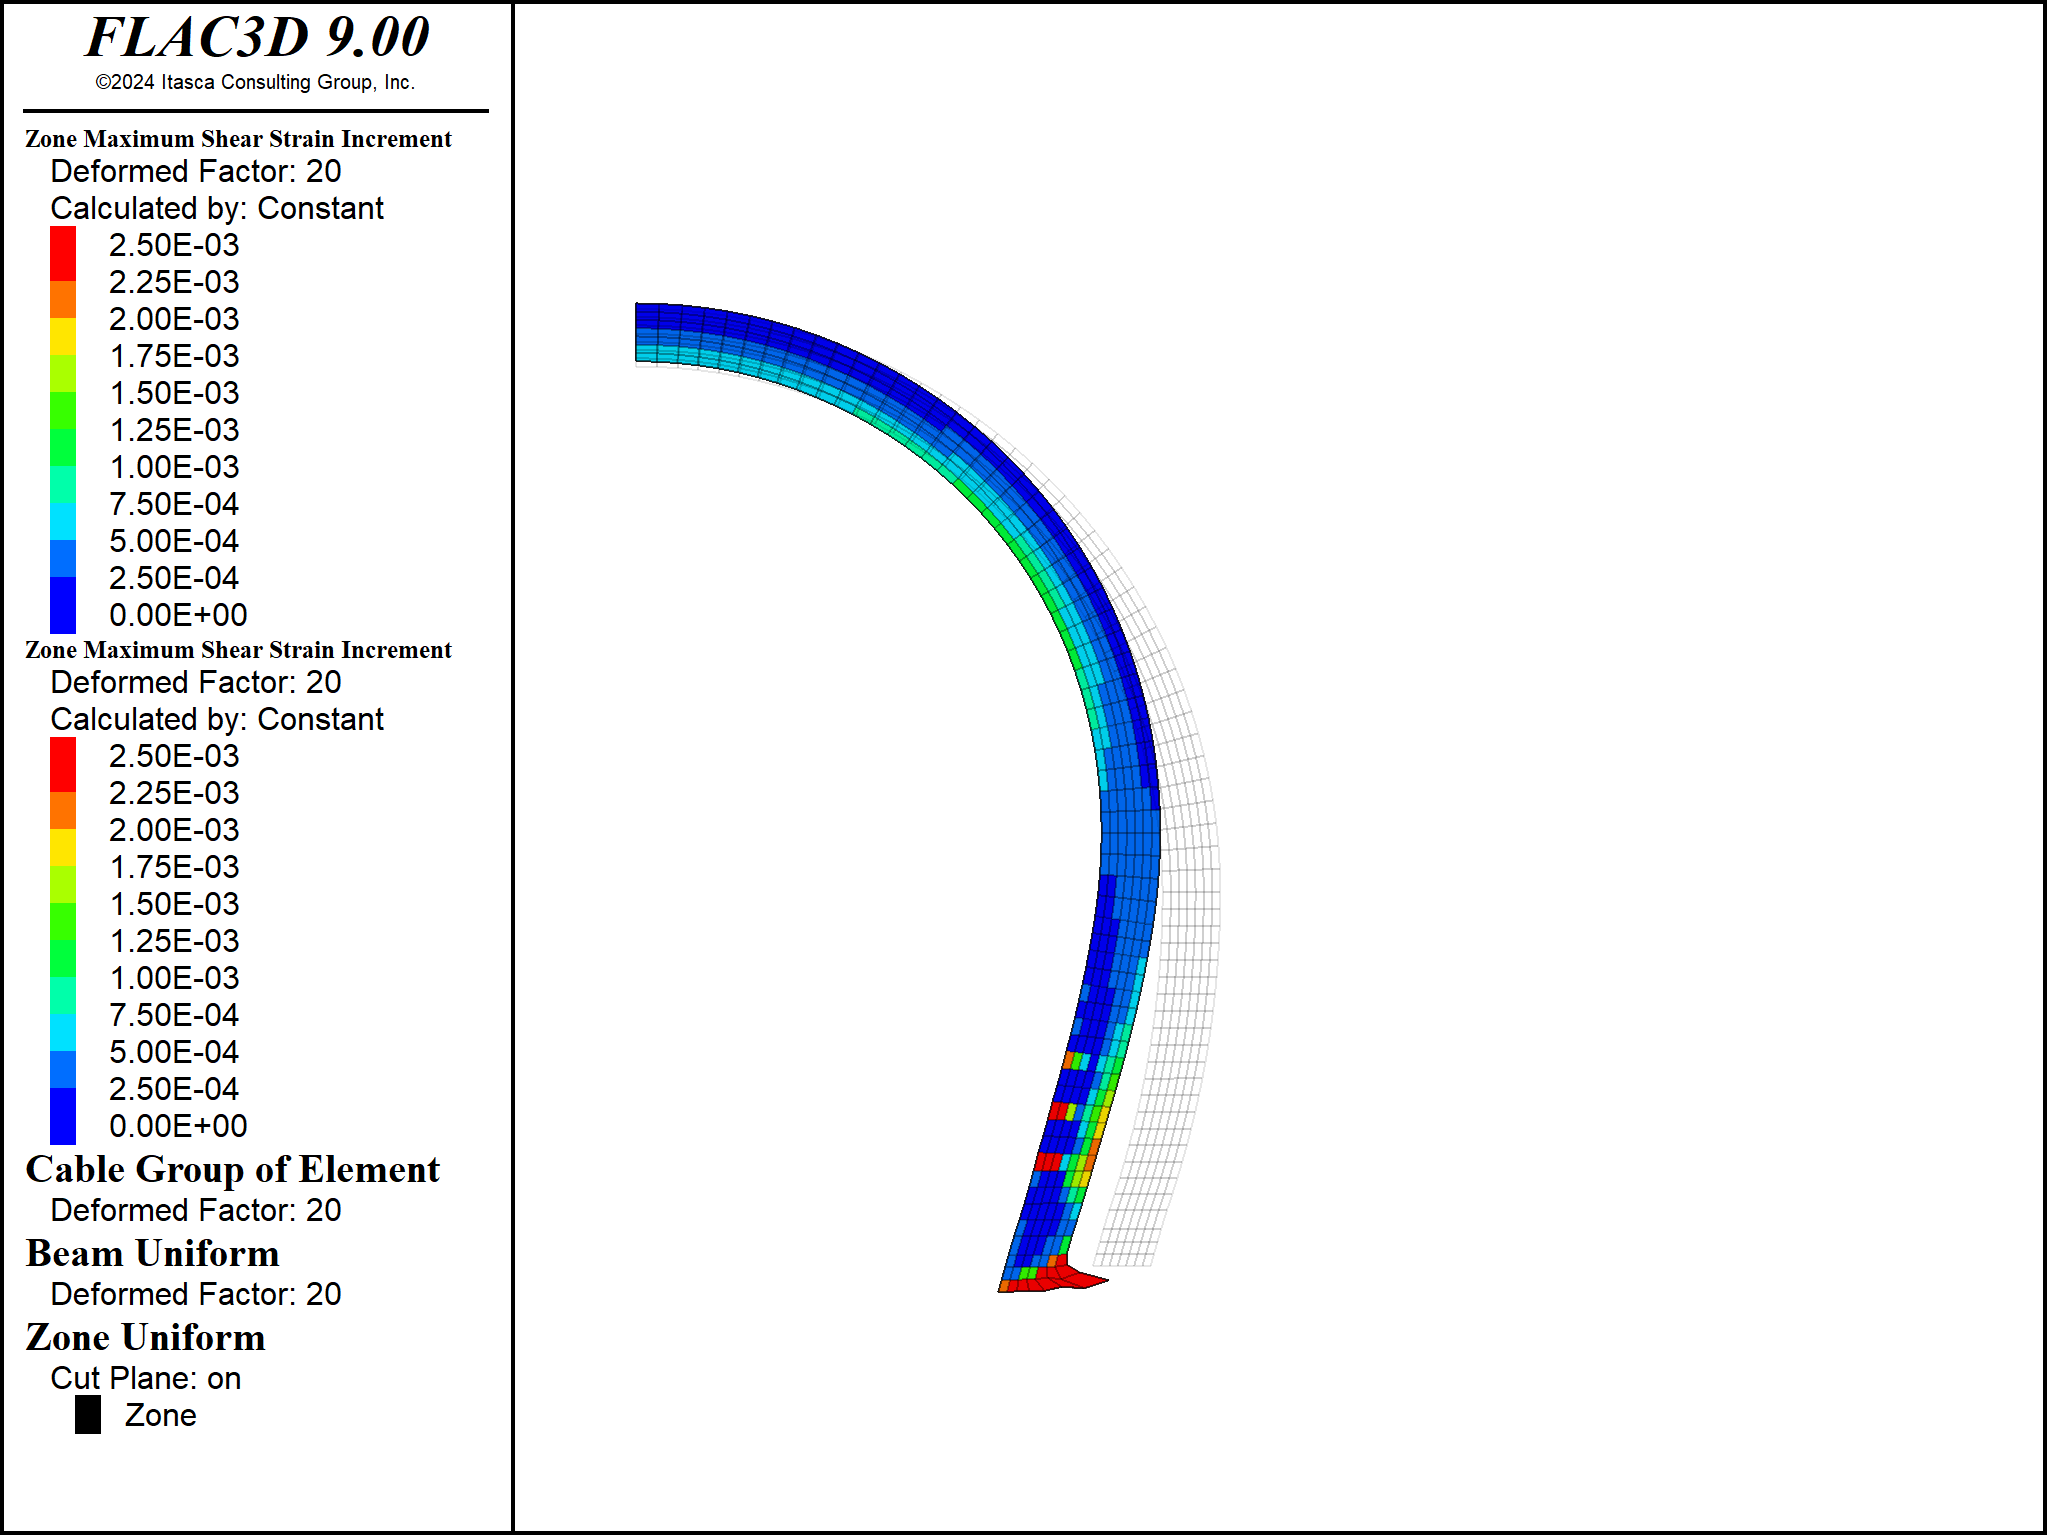 FLAC3D 9.00
©2024 Itasca Consulting Group, Inc.
Zone Maximum Shear Strain Increment
Deformed Factor: 20
Calculated by: Constant
2.50E-03
2.25E-03
2.00E-03
1.75E-03
1.50E-03
1.25E-03
1.00E-03
7.50E-04
5.00E-04
2.50E-04
0.00E+00
Zone Maximum Shear Strain Increment
Deformed Factor: 20
Calculated by: Constant
2.50E-03
2.25E-03
2.00E-03
1.75E-03
1.50E-03
1.25E-03
1.00E-03
7.50E-04
5.00E-04
2.50E-04
0.00E+00
Cable Group of Element
Deformed Factor: 20
Beam Uniform
Deformed Factor: 20
Zone Uniform
Cut Plane: on
Zone